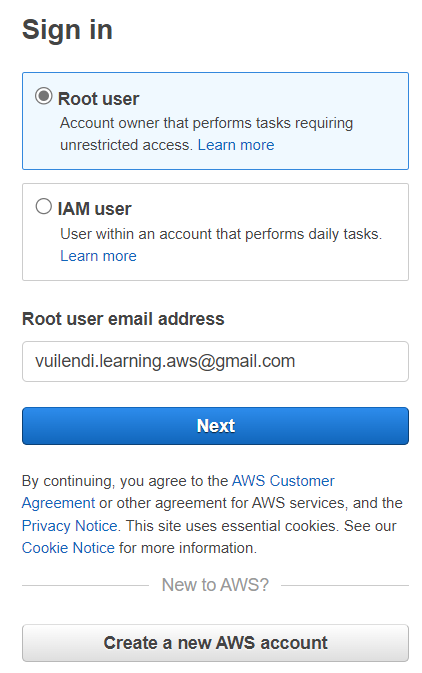 Sign in
Root user
Account owner that performs tasks requiring
unrestricted access. Learn more
IAM user
User within an account that performs daily tasks.
Learn more
Root user email address
vuilendi.learning.aws@gmail.com
Next
By continuing, you agree to the AWS Customer
Agreement or other agreement for AWS services, and the
Privacy Notice. This site uses essential cookies. See our
Cookie Notice for more information.
New to AWS?
Create a new AWS account